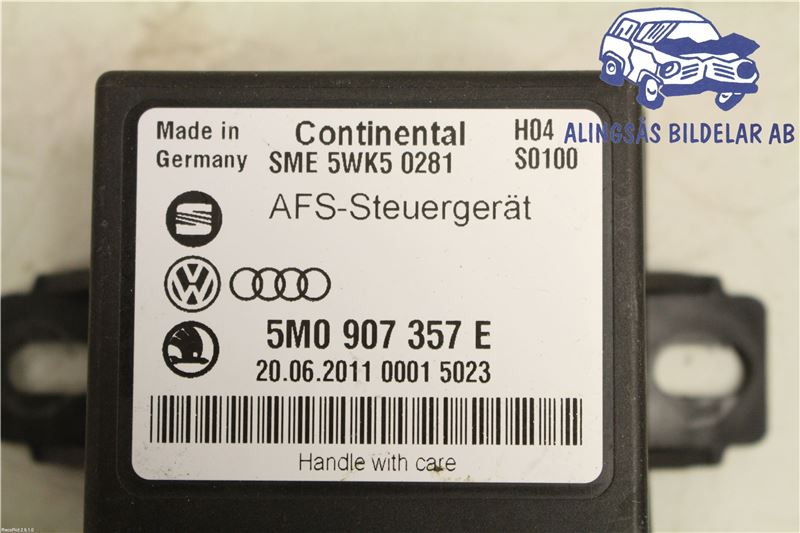 Made in
Germany
Continental
SME 5WK5 0281
H04
S0100
ALINGSÅS BILDELAR AB
AFS-Steuergerät
5M0 907 357 E
20.06.2011 0001 5023
Handle with care